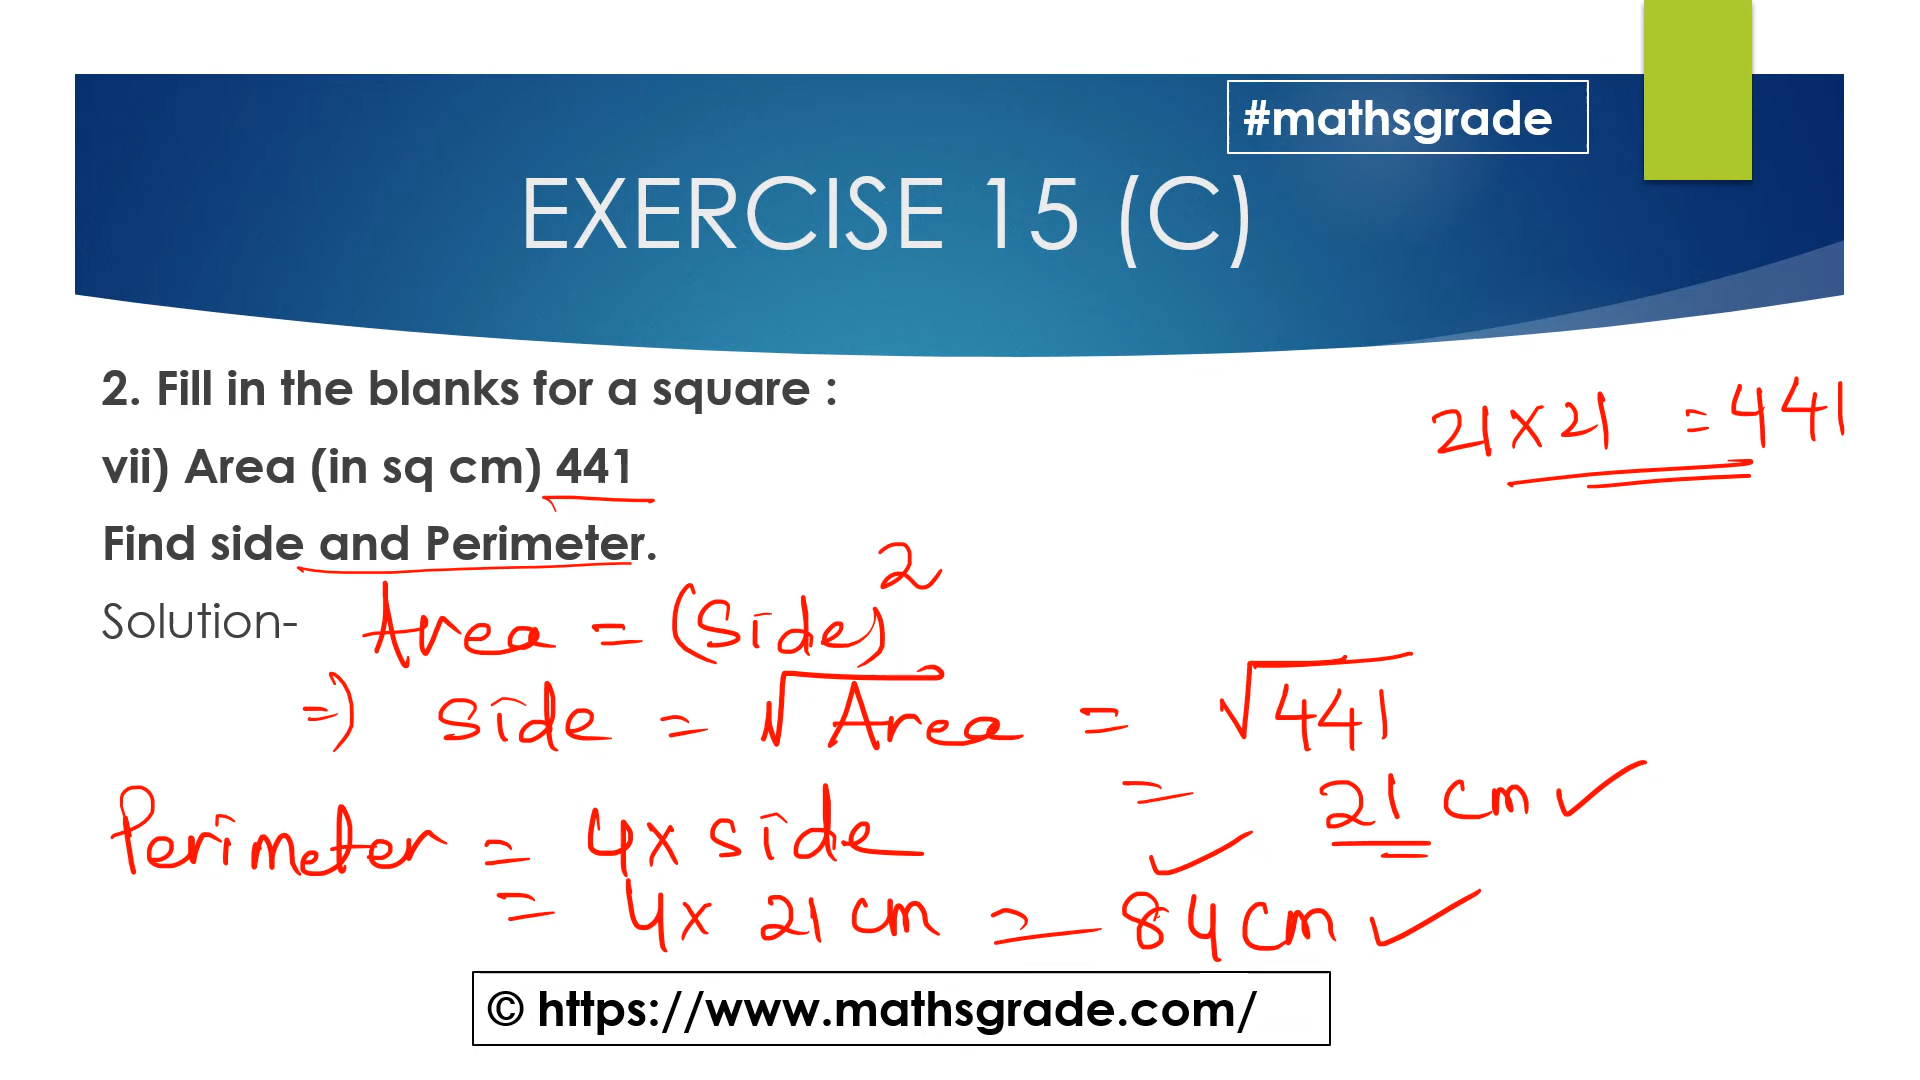 #mathsgrade
EXERCISE 15 (C)
2. Fill in the blanks for a square :
21 × 21 = 441
vii) Area (in sq cm) 441
Find side and Perimeter.
Solution- Area = (Side)²
⇒ side = √Area = √441
= 21 cm ✓
Perimeter = 4 × side ✓
= 4 × 21 cm = 84 cm ✓
© https://www.mathsgrade.com/